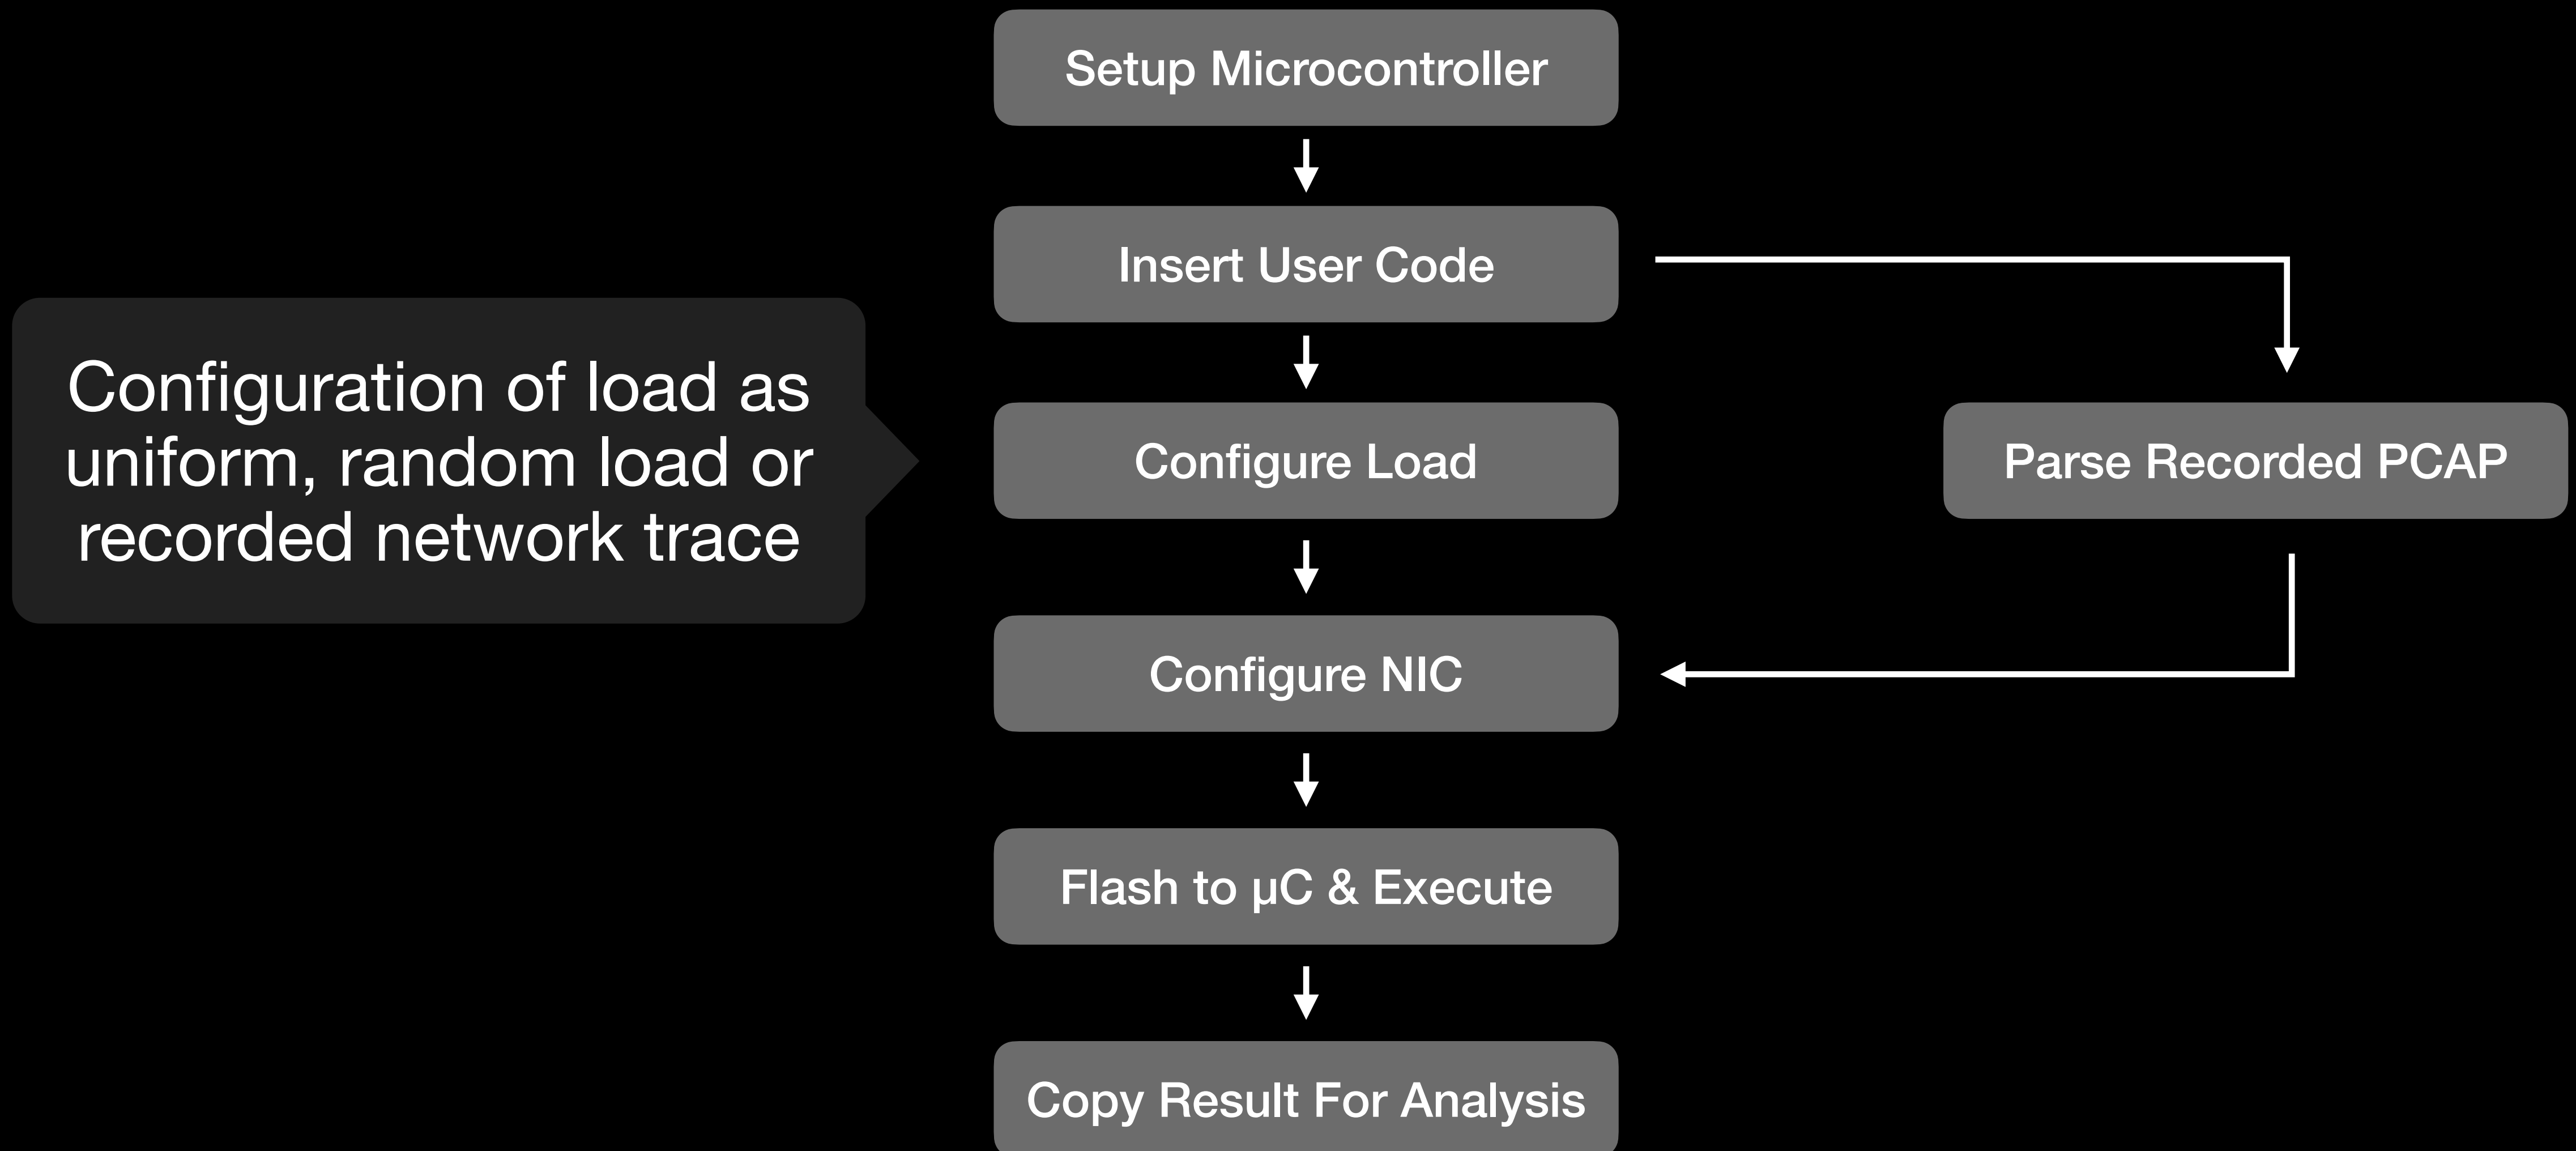 Setup Microcontroller
Insert User Code
Configuration of load as
uniform, random load or
recorded network trace
Configure Load
Parse Recorded PCAP
Configure NIC
Flash to µC & Execute
Copy Result For Analysis